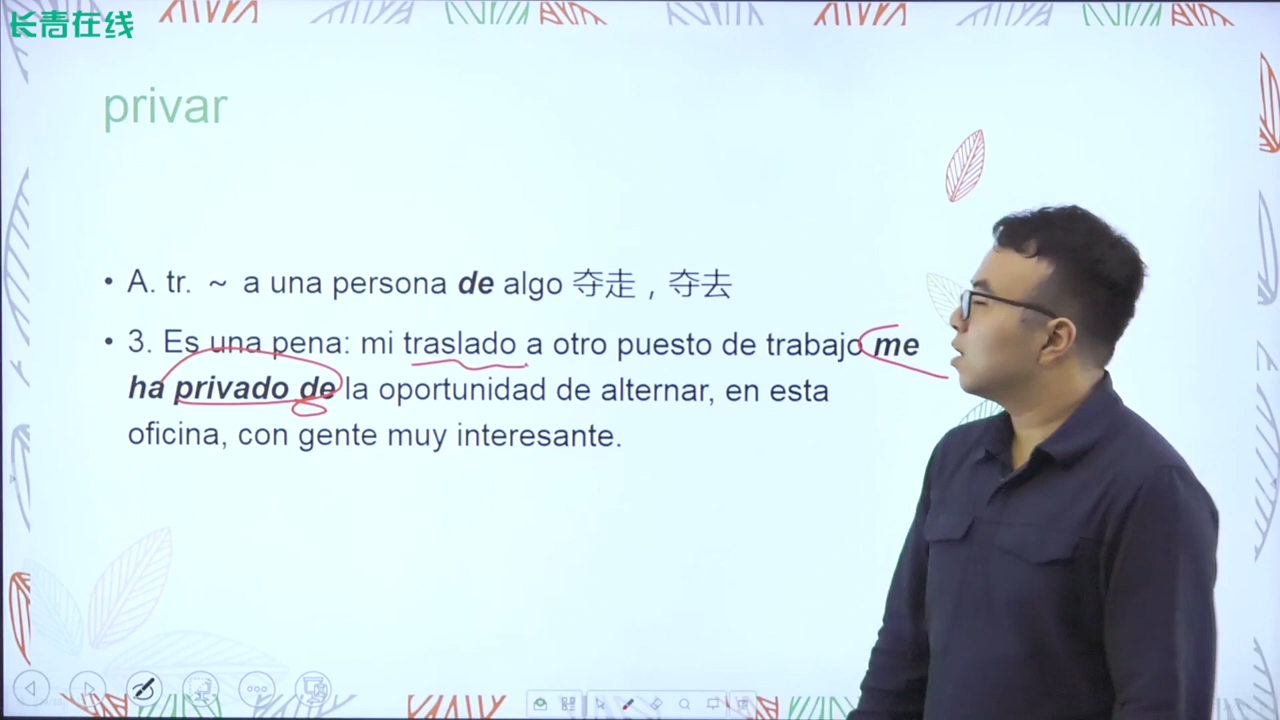 长青在线
privar
• A. tr. ~ a una persona de algo 夺走，夺去
• 3. Es una pena: mi traslado a otro puesto de trabajo me
ha privado de la oportunidad de alternar, en esta
oficina, con gente muy interesante.